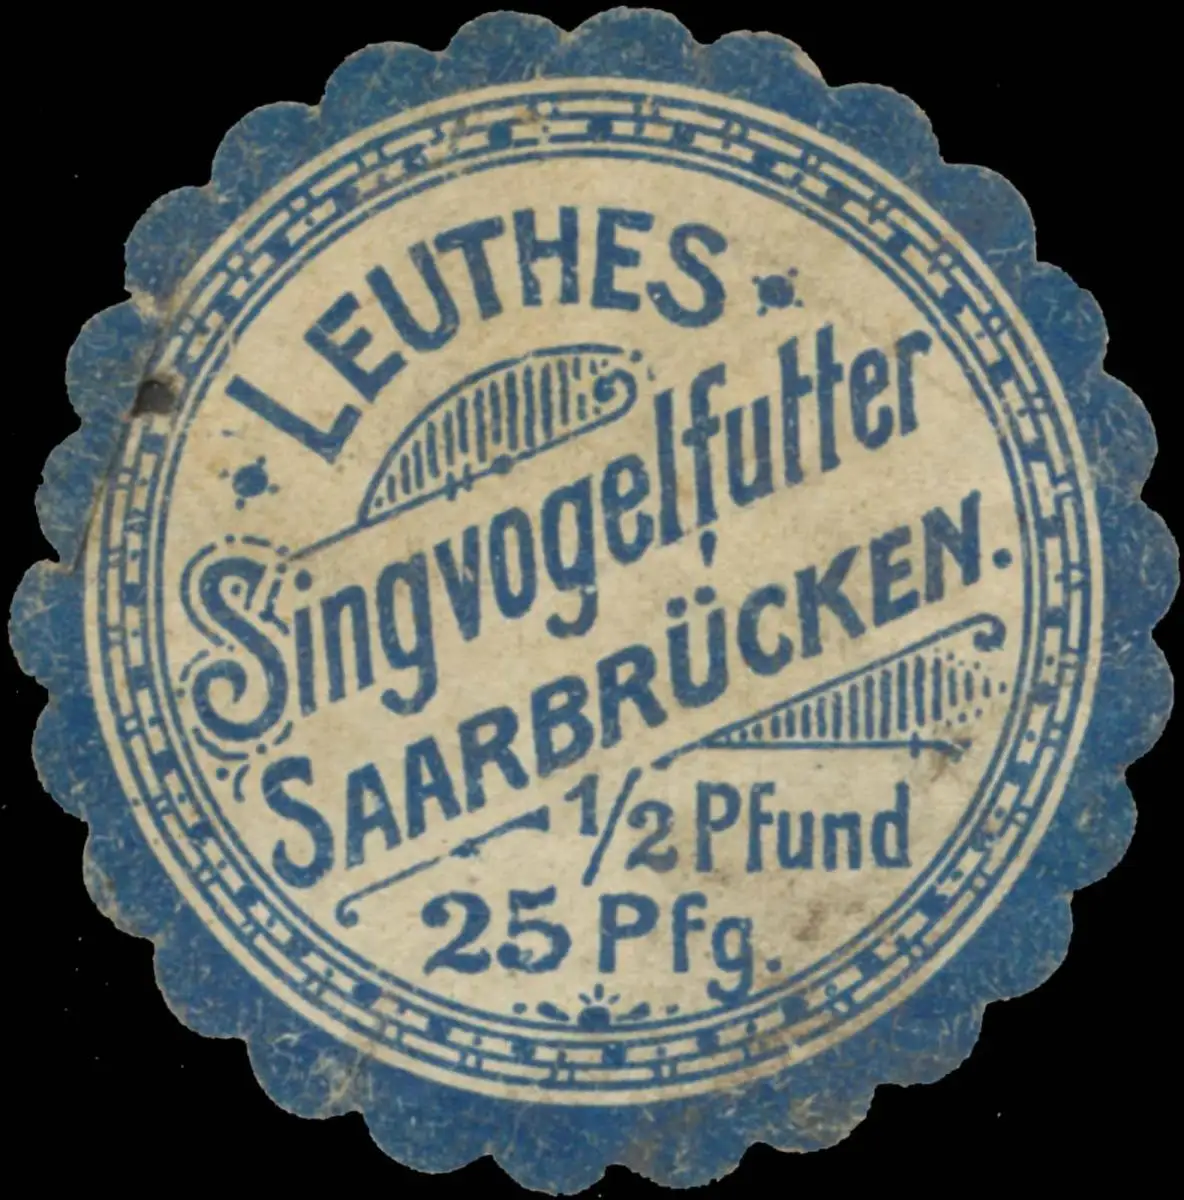 LEUTHES
Singvogelfutter
SAARBRÜCKEN.
1/2 Pfund
25 Pfg.